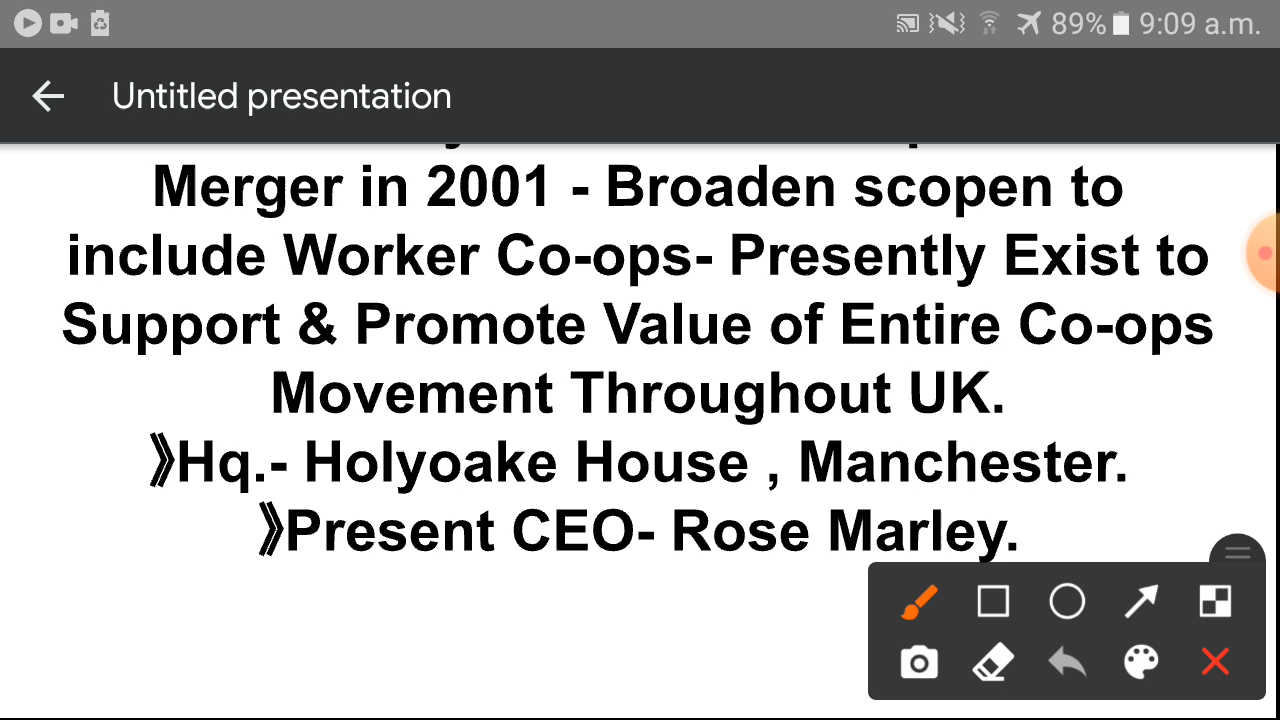 89% 9:09 a.m.
Untitled presentation
Merger in 2001 - Broaden scopen to
include Worker Co-ops- Presently Exist to
Support & Promote Value of Entire Co-ops
Movement Throughout UK.
》Hq.- Holyoake House , Manchester.
》Present CEO- Rose Marley.